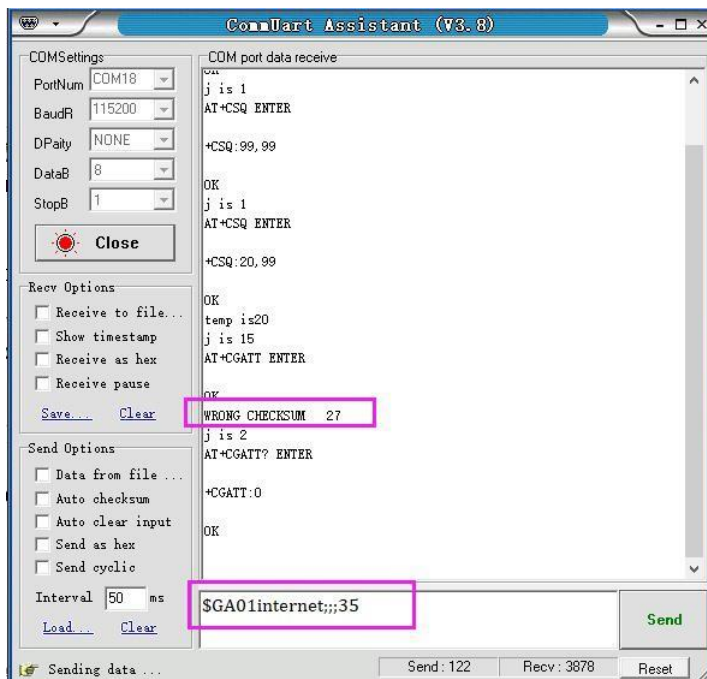 CommUart Assistant (V3.8)
COMSettings
PortNum COM18
BaudR 115200
DPaity NONE
DataB 8
StopB 1
Close
Recv Options
Receive to file...
Show timestamp
Receive as hex
Receive pause
Save... Clear
Send Options
Data from file ...
Auto checksum
Auto clear input
Send as hex
Send cyclic
Interval 50 ms
Load... Clear
COM port data receive
OK
j is 1
AT+CSQ ENTER
+CSQ:99,99
OK
j is 1
AT+CSQ ENTER
+CSQ:20,99
OK
temp is20
j is 15
AT+CGATT ENTER
OK
WRONG CHECKSUM 27
j is 2
AT+CGATT? ENTER
+CGATT:0
OK
$GA01internet;;;35
Send
Sending data ...
Send : 122
Recv : 3878
Reset